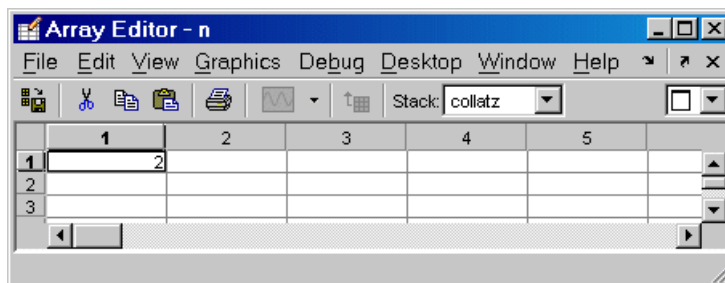 Array Editor - n
File Edit View Graphics Debug Desktop Window Help
Stack: collatz
1 2 3 4 5
1 2
2
3